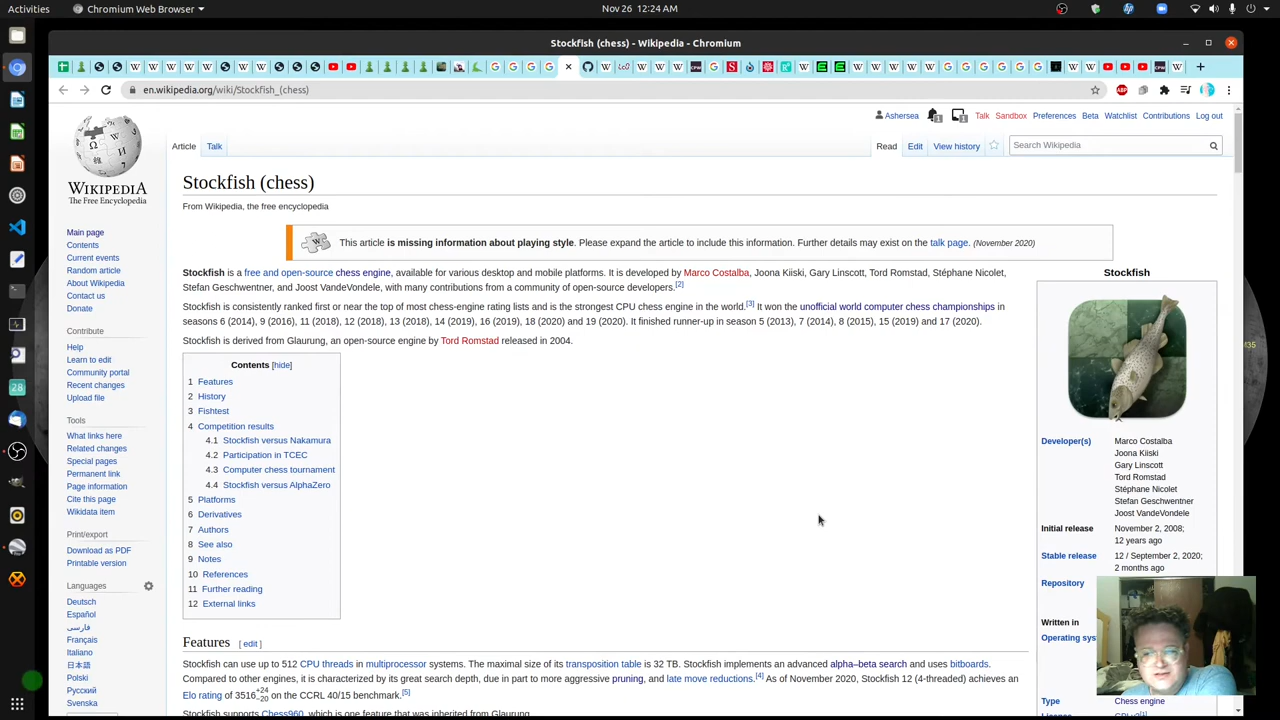 Activities
Chromium Web Browser
Nov 26 12:24 AM
Stockfish (chess) - Wikipedia - Chromium
en.wikipedia.org/wiki/Stockfish_(chess)
Ashersea Talk Sandbox Preferences Beta Watchlist Contributions Log out
Article Talk
Read Edit View history
Search Wikipedia
WIKIPEDIA
The Free Encyclopedia
Main page
Contents
Current events
Random article
About Wikipedia
Contact us
Donate
Contribute
Help
Learn to edit
Community portal
Recent changes
Upload file
Tools
What links here
Related changes
Special pages
Permanent link
Page information
Cite this page
Wikidata item
Print/export
Download as PDF
Printable version
Languages
Deutsch
Español
فارسی
Français
Italiano
日本語
Polski
Русский
Svenska
Stockfish (chess)
From Wikipedia, the free encyclopedia
This article is missing information about playing style. Please expand the article to include this information. Further details may exist on the talk page. (November 2020)
Stockfish is a free and open-source chess engine, available for various desktop and mobile platforms. It is developed by Marco Costalba, Joona Kiiski, Gary Linscott, Tord Romstad, Stéphane Nicolet,
Stefan Geschwentner, and Joost VandeVondele, with many contributions from a community of open-source developers.[2]
Stockfish is consistently ranked first or near the top of most chess-engine rating lists and is the strongest CPU chess engine in the world.[3] It won the unofficial world computer chess championships in
seasons 6 (2014), 9 (2016), 11 (2018), 12 (2018), 13 (2018), 14 (2019), 16 (2019), 18 (2020) and 19 (2020). It finished runner-up in season 5 (2013), 7 (2014), 8 (2015), 15 (2019) and 17 (2020).
Stockfish is derived from Glaurung, an open-source engine by Tord Romstad released in 2004.
Contents [hide]
1 Features
2 History
3 Fishtest
4 Competition results
4.1 Stockfish versus Nakamura
4.2 Participation in TCEC
4.3 Computer chess tournament
4.4 Stockfish versus AlphaZero
5 Platforms
6 Derivatives
7 Authors
8 See also
9 Notes
10 References
11 Further reading
12 External links
Features [ edit ]
Stockfish can use up to 512 CPU threads in multiprocessor systems. The maximal size of its transposition table is 32 TB. Stockfish implements an advanced alpha–beta search and uses bitboards.
Compared to other engines, it is characterized by its great search depth, due in part to more aggressive pruning, and late move reductions.[4] As of November 2020, Stockfish 12 (4-threaded) achieves an
Elo rating of 3516+24−20 on the CCRL 40/15 benchmark.[5]
Stockfish supports Chess960, which is one feature that was inherited from Glaurung.
Stockfish
Developer(s) Marco Costalba
Joona Kiiski
Gary Linscott
Tord Romstad
Stéphane Nicolet
Stefan Geschwentner
Joost VandeVondele
Initial release November 2, 2008;
12 years ago
Stable release 12 / September 2, 2020;
2 months ago
Repository
Written in
Operating sys
Type Chess engine